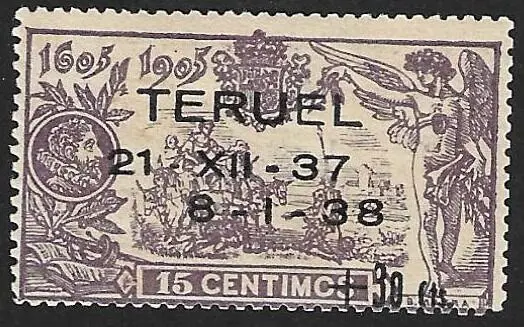 1605 1905
TERUEL
21 XII - 37
8 - I - 38
15 CENTIMOS
+ 30 cts.